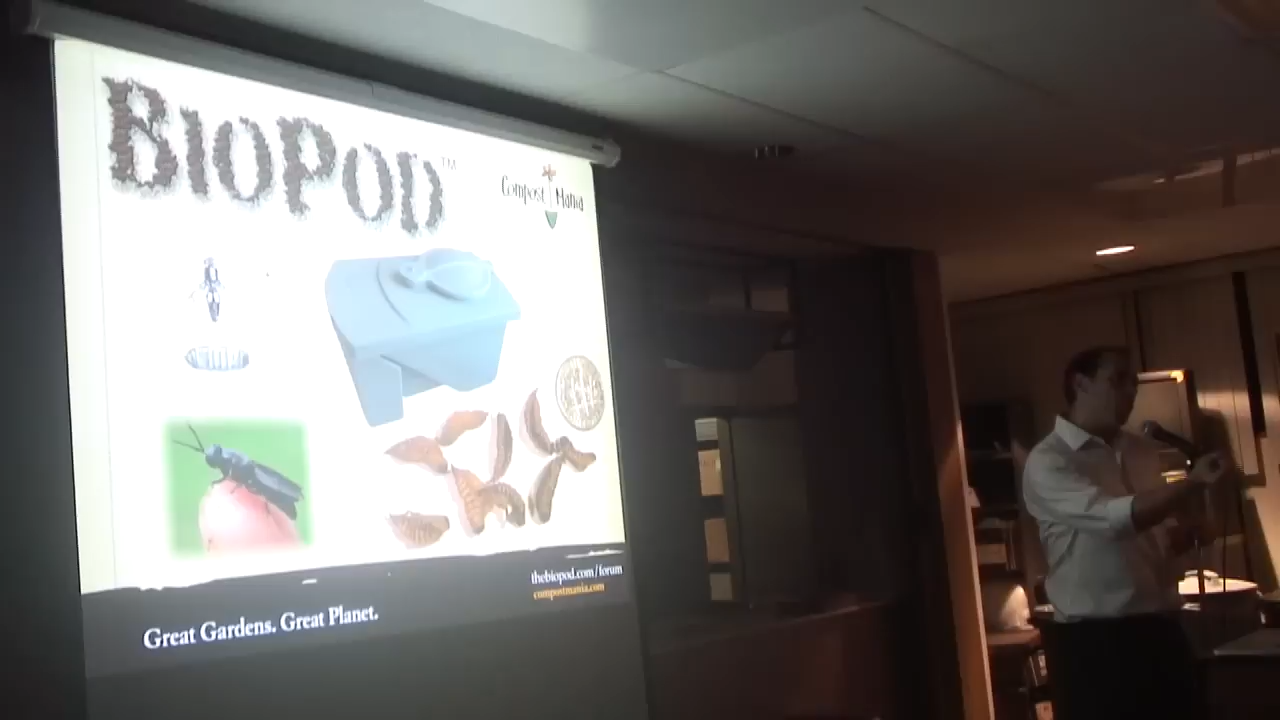 BIOPOD™
Compost Mania
thebiopod.com/forum
compostmania.com
Great Gardens. Great Planet.